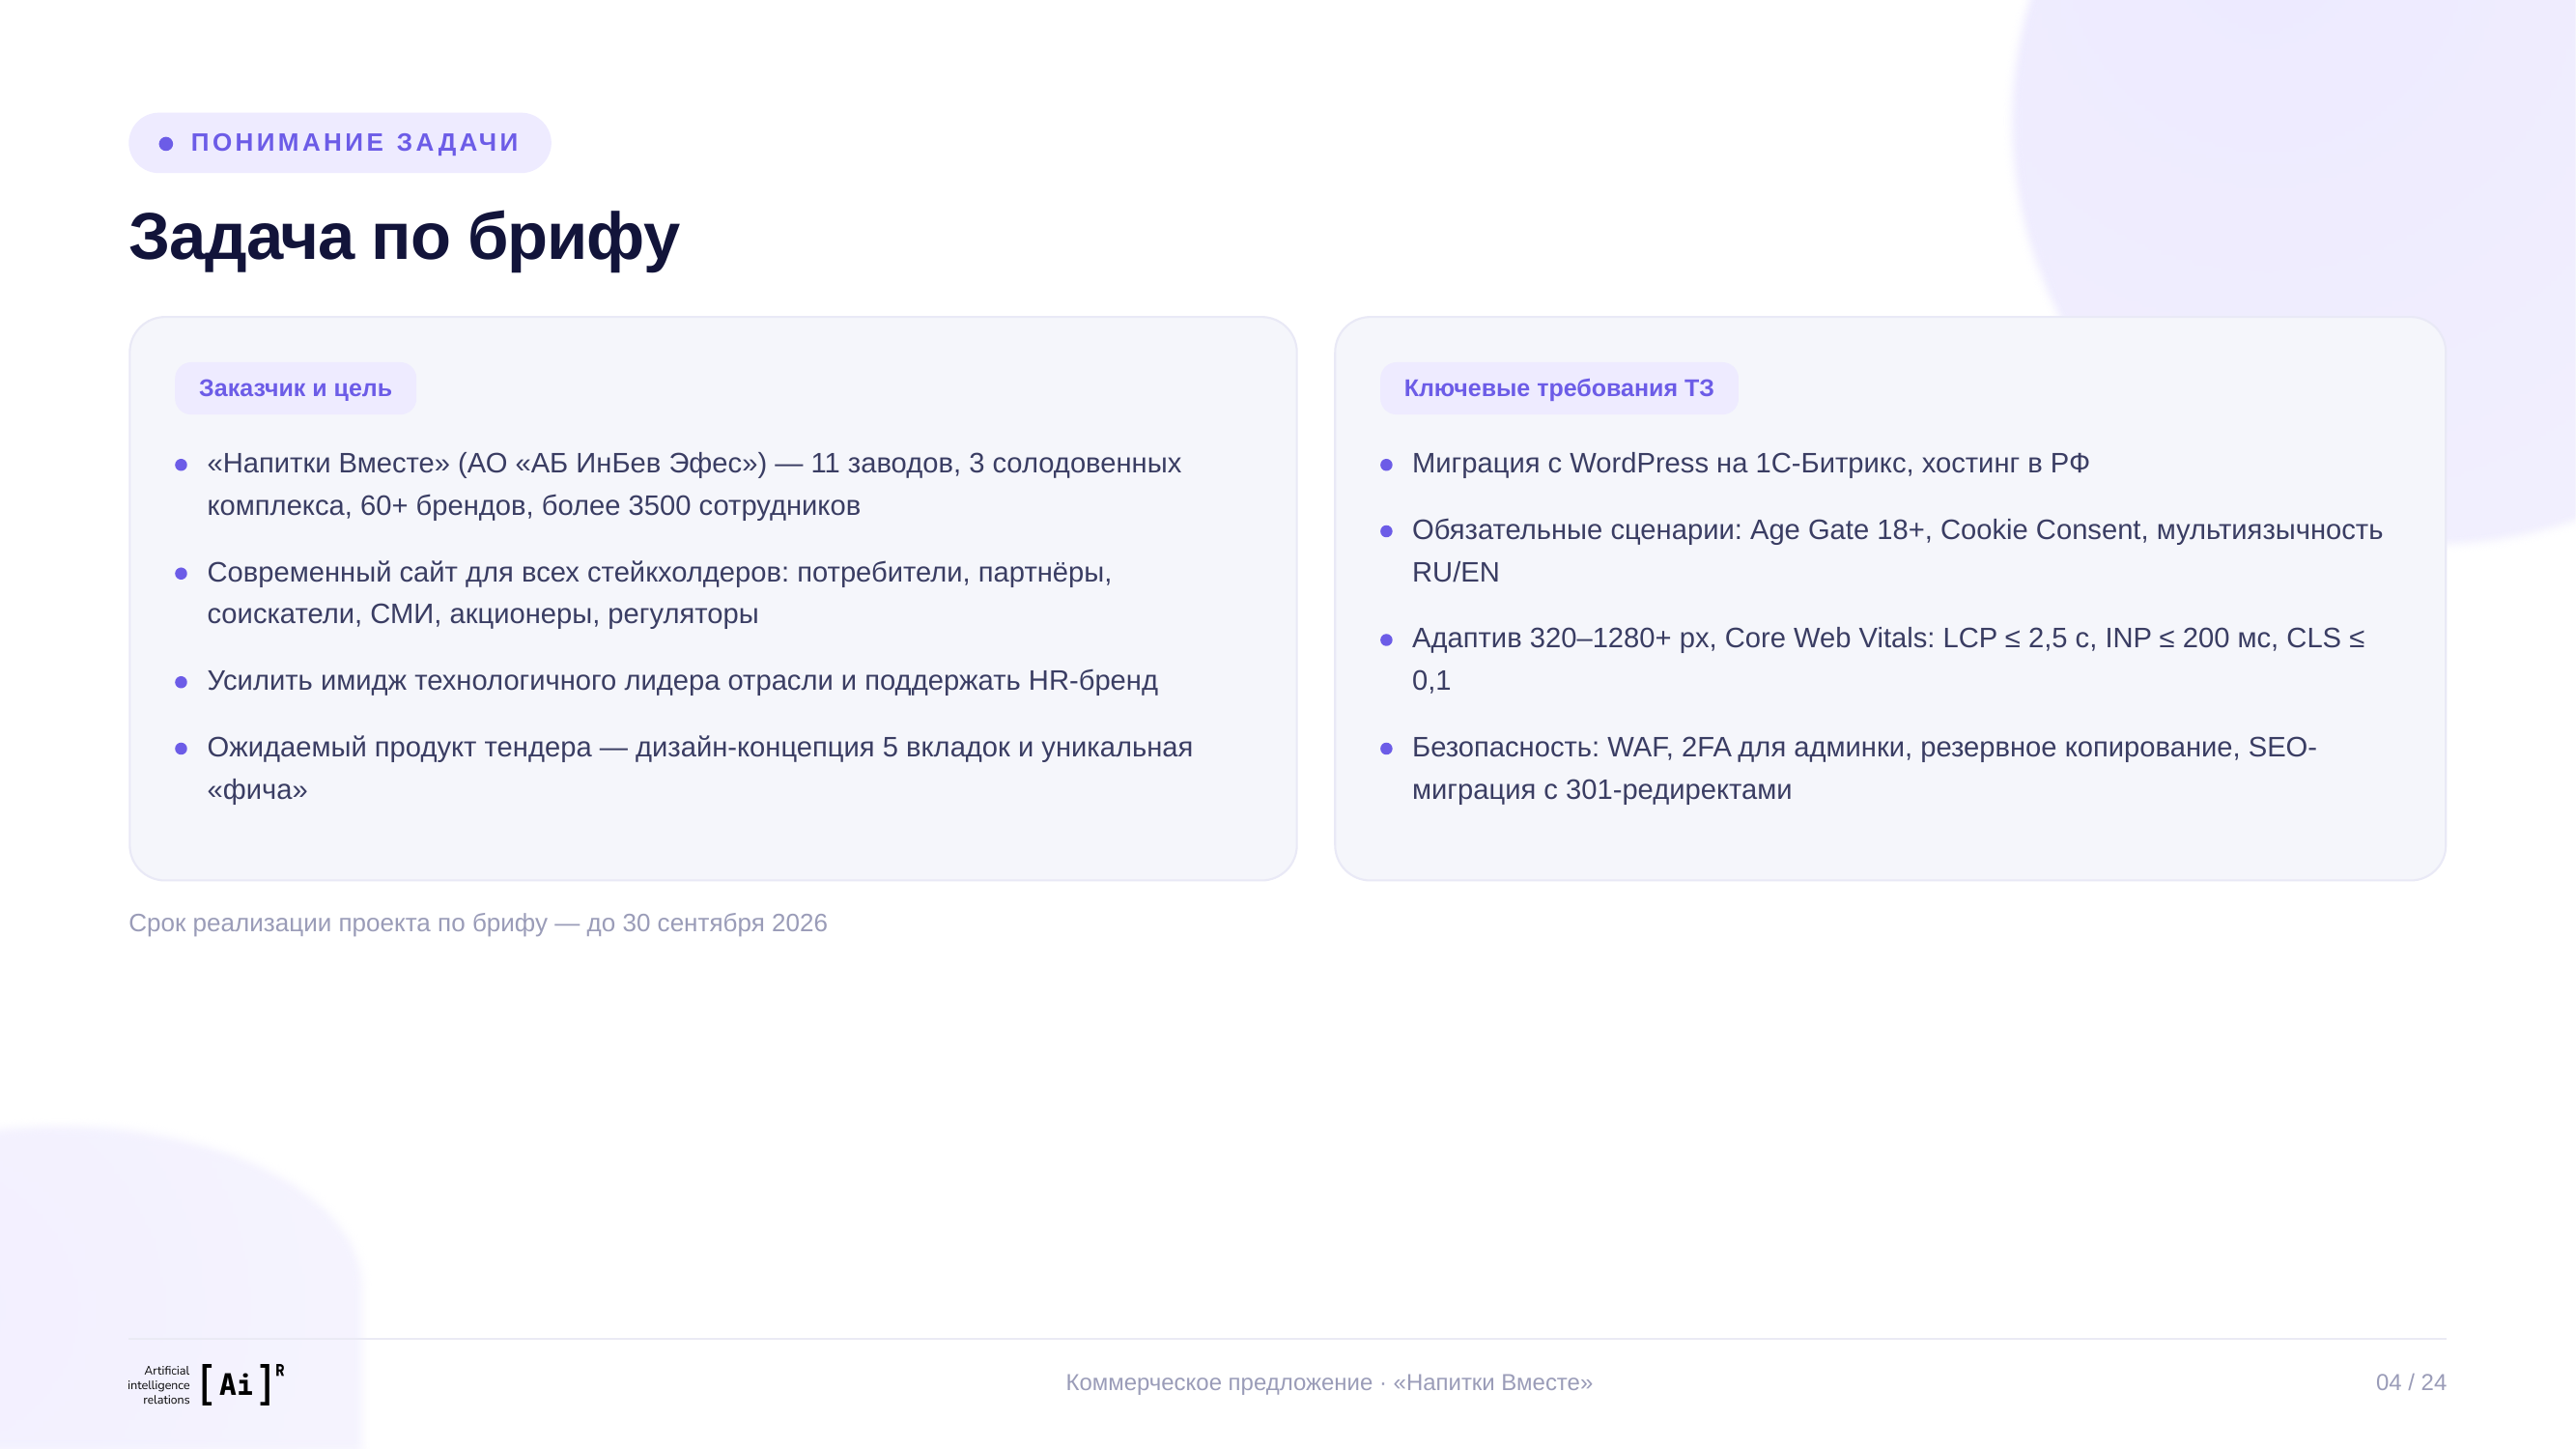 ПОНИМАНИЕ ЗАДАЧИ
Задача по брифу
Заказчик и цель
«Напитки Вместе» (АО «АБ ИнБев Эфес») — 11 заводов, 3 солодовенных
комплекса, 60+ брендов, более 3500 сотрудников
Современный сайт для всех стейкхолдеров: потребители, партнёры,
соискатели, СМИ, акционеры, регуляторы
Усилить имидж технологичного лидера отрасли и поддержать HR-бренд
Ожидаемый продукт тендера — дизайн-концепция 5 вкладок и уникальная
«фича»
Ключевые требования ТЗ
Миграция с WordPress на 1С-Битрикс, хостинг в РФ
Обязательные сценарии: Age Gate 18+, Cookie Consent, мультиязычность
RU/EN
Адаптив 320–1280+ px, Core Web Vitals: LCP ≤ 2,5 с, INP ≤ 200 мс, CLS ≤
0,1
Безопасность: WAF, 2FA для админки, резервное копирование, SEO-
миграция с 301-редиректами
Срок реализации проекта по брифу — до 30 сентября 2026
Artificial
intelligence
relations
[Ai]R
Коммерческое предложение · «Напитки Вместе»
04 / 24